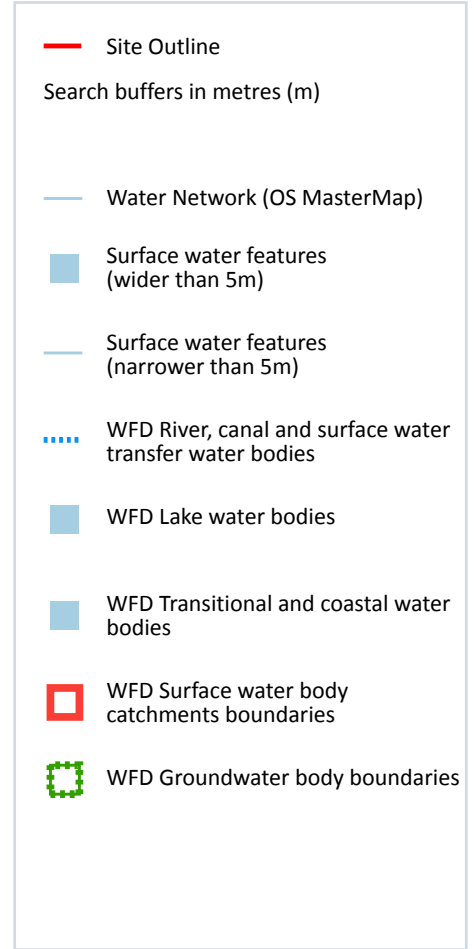 Site Outline
Search buffers in metres (m)
Water Network (OS MasterMap)
Surface water features
(wider than 5m)
Surface water features
(narrower than 5m)
WFD River, canal and surface water
transfer water bodies
WFD Lake water bodies
WFD Transitional and coastal water
bodies
WFD Surface water body
catchments boundaries
WFD Groundwater body boundaries